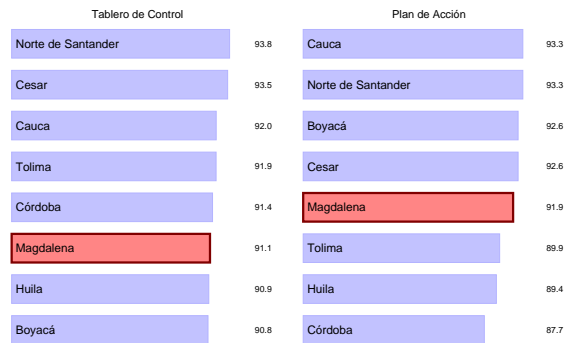 Tablero de Control
Norte de Santander 93.8
Cesar 93.5
Cauca 92.0
Tolima 91.9
Córdoba 91.4
Magdalena 91.1
Huila 90.9
Boyacá 90.8
Plan de Acción
Cauca 93.3
Norte de Santander 93.3
Boyacá 92.6
Cesar 92.6
Magdalena 91.9
Tolima 89.9
Huila 89.4
Córdoba 87.7